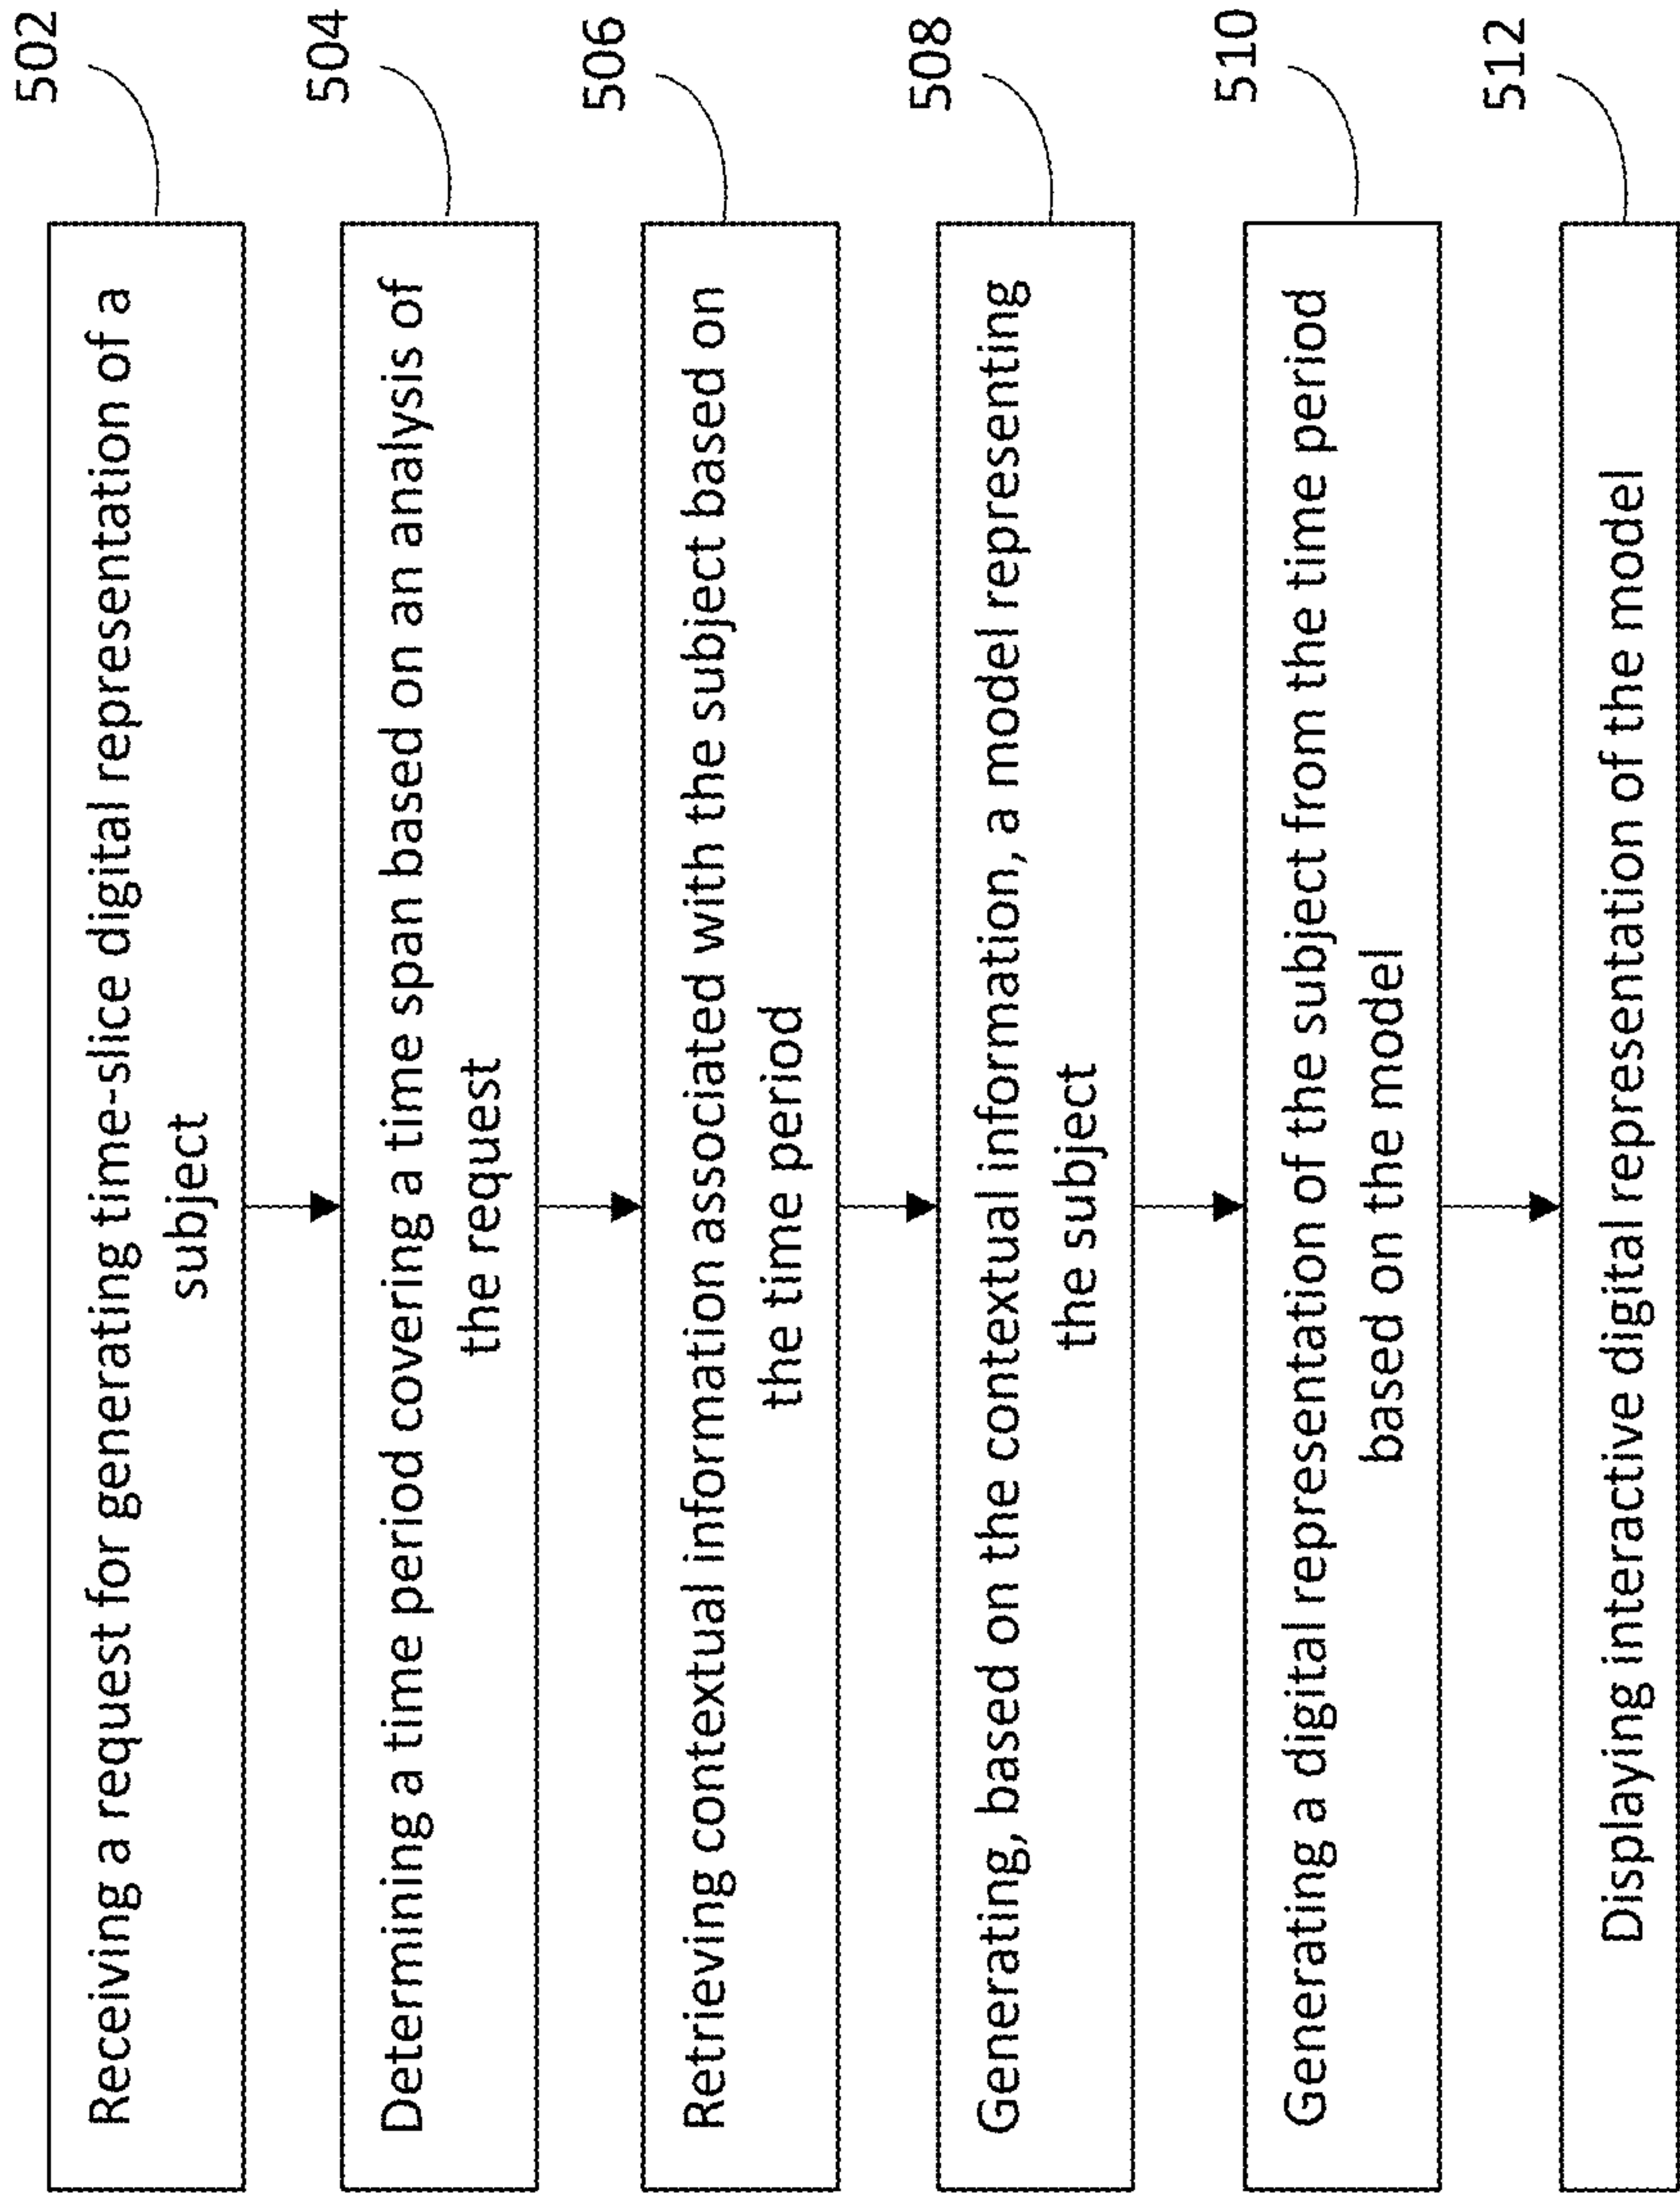 Receiving a request for generating time-slice digital representation of a
subject
502
Determining a time period covering a time span based on an analysis of
the request
504
Retrieving contextual information associated with the subject based on
the time period
506
Generating, based on the contextual information, a model representing
the subject
508
Generating a digital representation of the subject from the time period
based on the model
510
Displaying interactive digital representation of the model
512